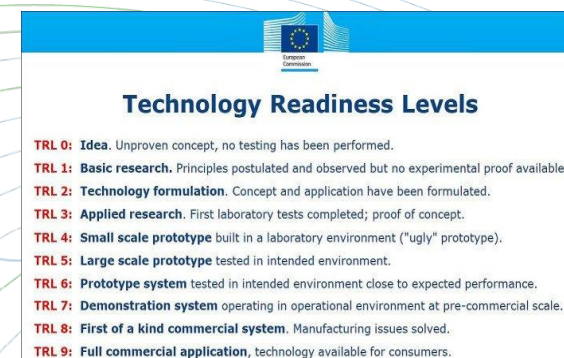 European
Commission
Technology Readiness Levels
TRL 0: Idea. Unproven concept, no testing has been performed.
TRL 1: Basic research. Principles postulated and observed but no experimental proof available
TRL 2: Technology formulation. Concept and application have been formulated.
TRL 3: Applied research. First laboratory tests completed; proof of concept.
TRL 4: Small scale prototype built in a laboratory environment ("ugly" prototype).
TRL 5: Large scale prototype tested in intended environment.
TRL 6: Prototype system tested in intended environment close to expected performance.
TRL 7: Demonstration system operating in operational environment at pre-commercial scale.
TRL 8: First of a kind commercial system. Manufacturing issues solved.
TRL 9: Full commercial application, technology available for consumers.